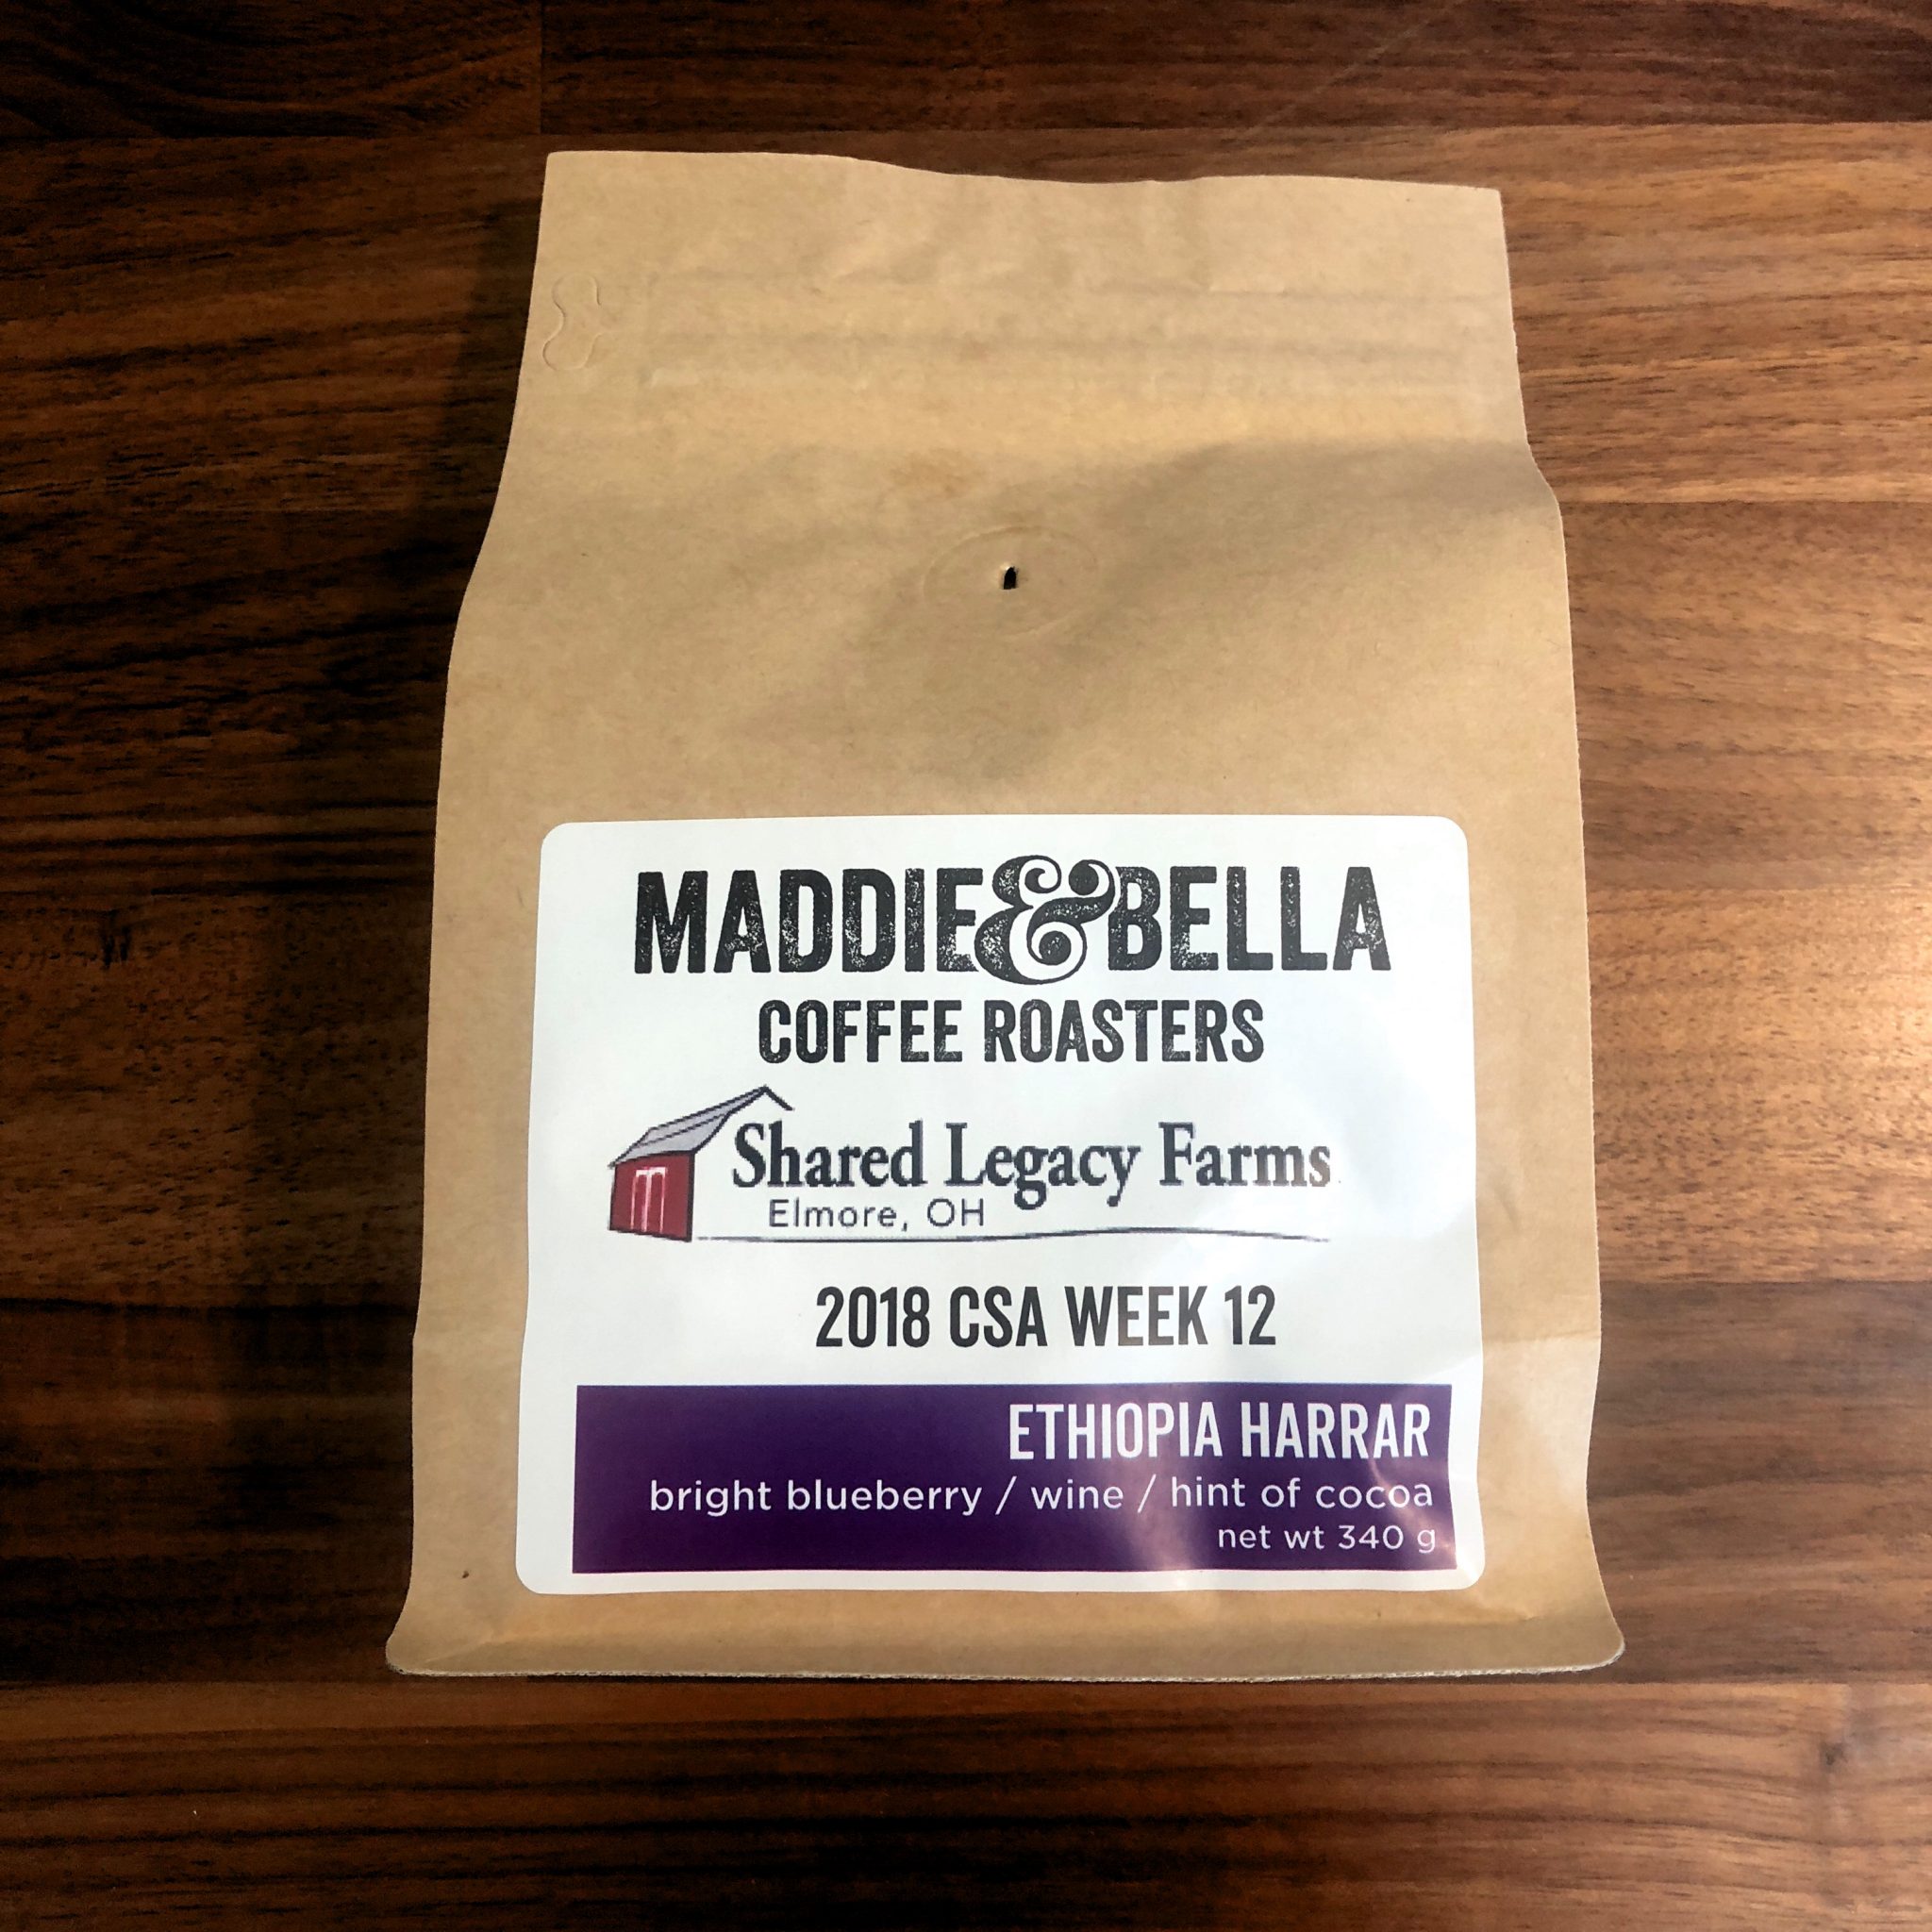 MADDIE&BELLA
COFFEE ROASTERS
Shared Legacy Farms
Elmore, OH
2018 CSA WEEK 12
ETHIOPIA HARRAR
bright blueberry / wine / hint of cocoa
net wt 340 g